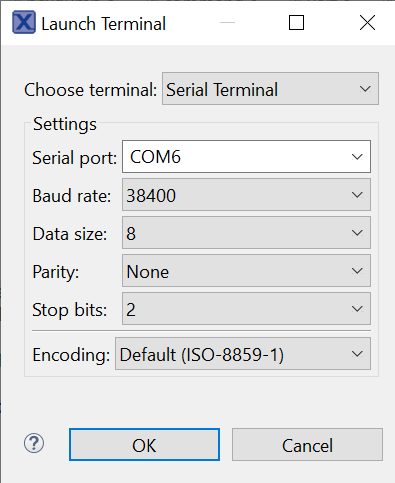 Launch Terminal
Choose terminal: Serial Terminal
Settings
Serial port: COM6
Baud rate: 38400
Data size: 8
Parity: None
Stop bits: 2
Encoding: Default (ISO-8859-1)
? OK Cancel